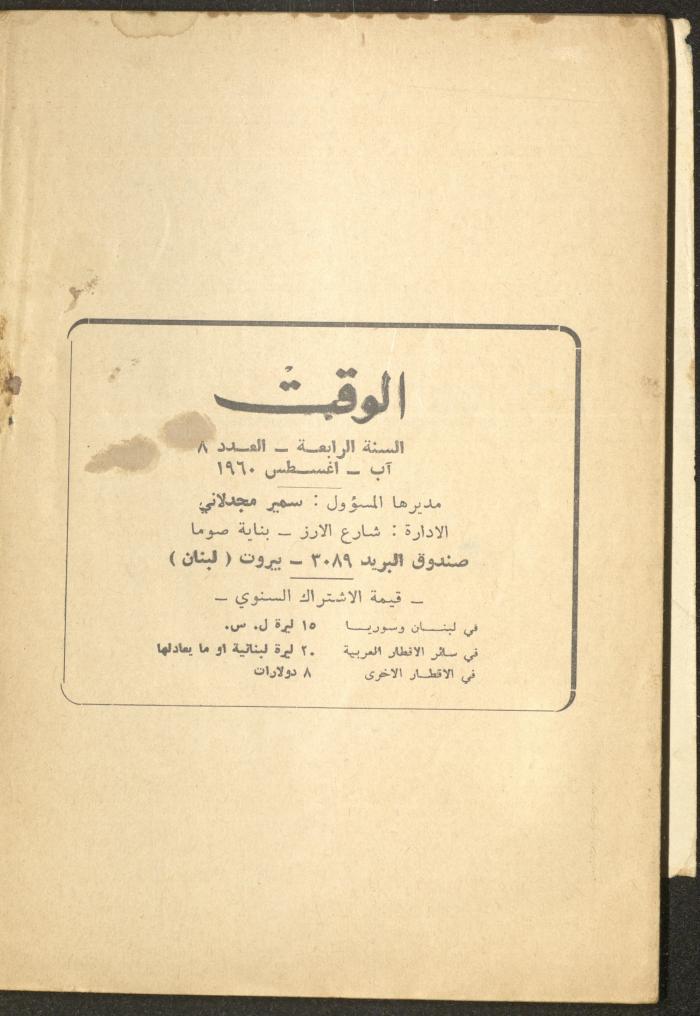 الوقت
السنة الرابعة – العدد ٨
آب – اغسطس ١٩٦٠
مديرها المسؤول : سمير مجدلاني
الادارة : شارع الارز – بناية صوما
صندوق البريد ٣٠٨٩ – بيروت ( لبنان )
– قيمة الاشتراك السنوي –
في لبنان وسوريا ١٥ ليرة ل. س.
في سائر الاقطار العربية ٢٠ ليرة لبنانية او ما يعادلها
في الاقطار الاخرى ٨ دولارات